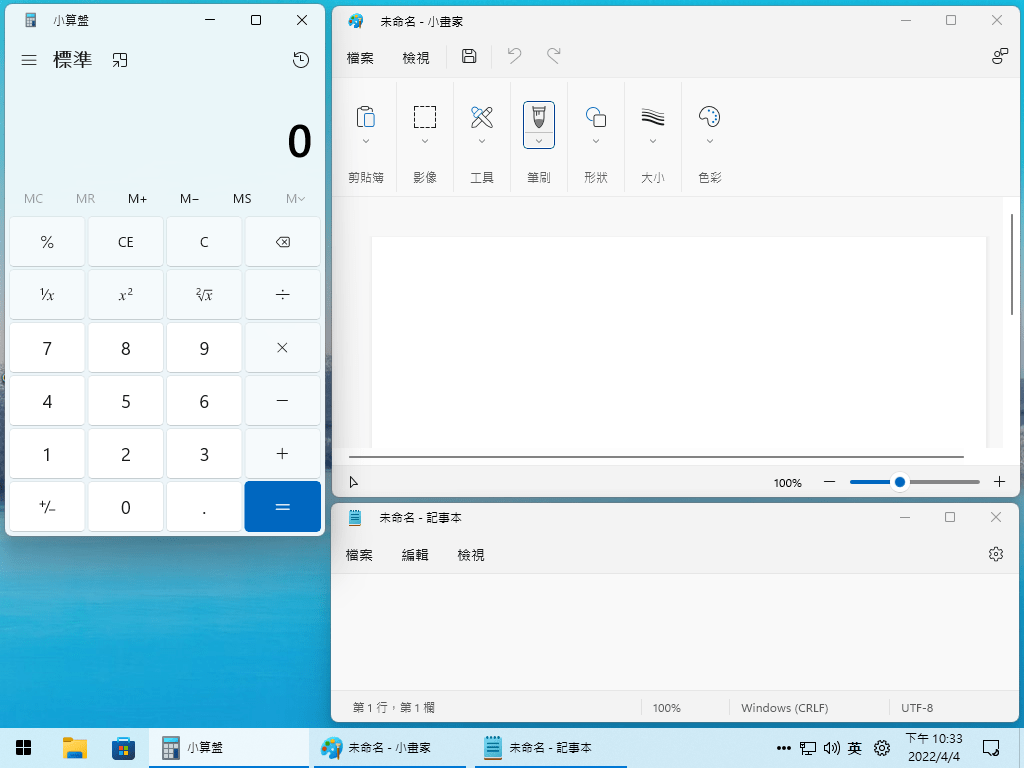 小算盤
標準
0
MC MR M+ M− MS M
% CE C
¹/x x² ²√x ÷
7 8 9 ×
4 5 6 −
1 2 3 +
+/− 0 . =
未命名 - 小畫家
檔案 檢視
剪貼簿 影像 工具 筆刷 形狀 大小 色彩
100%
未命名 - 記事本
檔案 編輯 檢視
第 1 行，第 1 欄 100% Windows (CRLF) UTF-8
小算盤 未命名 - 小畫家 未命名 - 記事本 英 下午 10:33
2022/4/4